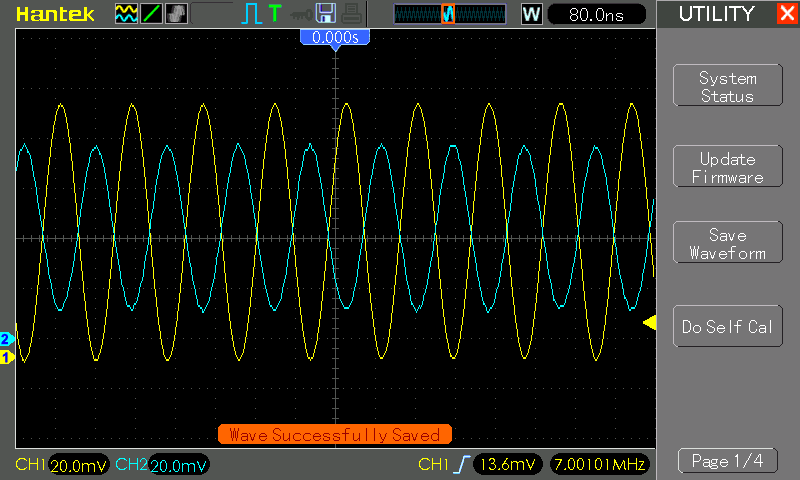 Hantek
T
W
80.0ns
UTILITY
X
0.000s
System
Status
Update
Firmware
Save
Waveform
Do Self Cal
2
1
Wave Successfully Saved
CH1 20.0mV CH2 20.0mV CH1 13.6mV 7.00101MHz
Page 1/4